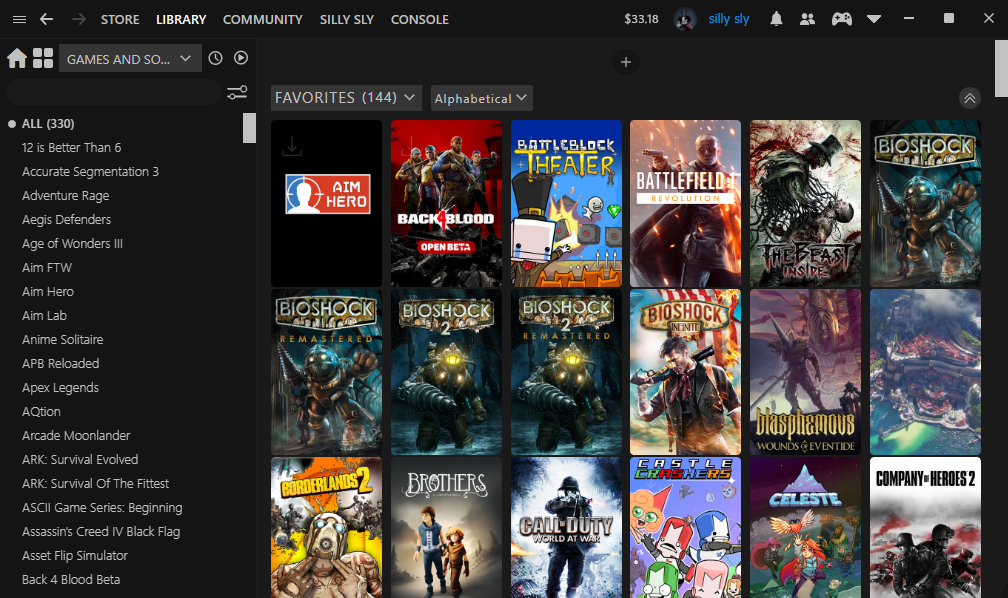 STORE LIBRARY COMMUNITY SILLY SLY CONSOLE $33.18 silly sly
GAMES AND SO...
FAVORITES (144) Alphabetical
ALL (330)
12 is Better Than 6
Accurate Segmentation 3
Adventure Rage
Aegis Defenders
Age of Wonders III
Aim FTW
Aim Hero
Aim Lab
Anime Solitaire
APB Reloaded
Apex Legends
AQtion
Arcade Moonlander
ARK: Survival Evolved
ARK: Survival Of The Fittest
ASCII Game Series: Beginning
Assassin's Creed IV Black Flag
Asset Flip Simulator
Back 4 Blood Beta
AIM
HERO
BACK 4 BLOOD
OPEN BETA
BATTLEBLOCK
THEATER
BATTLEFIELD 1
REVOLUTION
THE BEAST
INSIDE
BIOSHOCK
BIOSHOCK
REMASTERED
BIOSHOCK
2
BIOSHOCK
2
REMASTERED
BIOSHOCK
INFINITE
blasphemous
WOUNDS OF EVENTIDE
BORDERLANDS 2
BROTHERS
CALL OF DUTY
WORLD AT WAR
CASTLE
CRASHERS
CELESTE
COMPANY OF HEROES 2